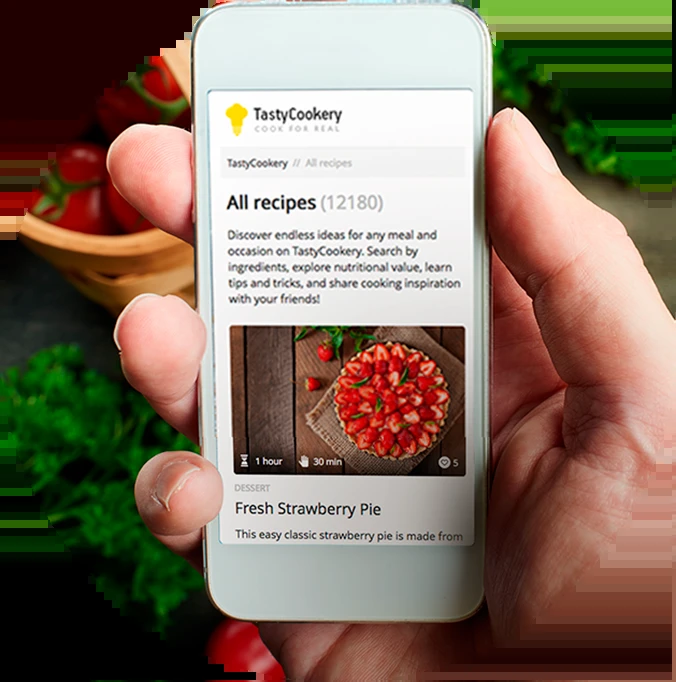 TastyCookery
COOK FOR REAL
TastyCookery // All recipes
All recipes (12180)
Discover endless ideas for any meal and
occasion on TastyCookery. Search by
ingredients, explore nutritional value, learn
tips and tricks, and share cooking inspiration
with your friends!
1 hour 30 min 5
DESSERT
Fresh Strawberry Pie
This easy classic strawberry pie is made from